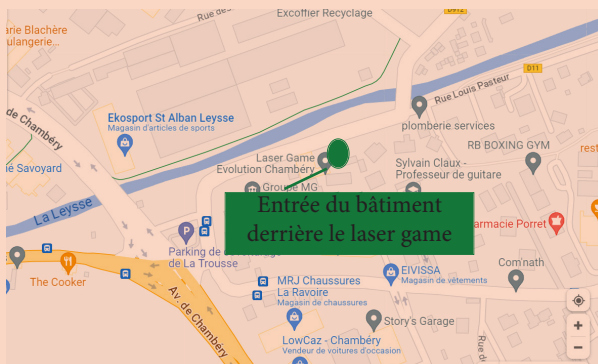 Excoffier Recyclage
Rue de
D912
arie Blachère
oulangerie...
D11
Rue Louis Pasteur
de Chambéry
Ekosport St Alban Leysse
Magasin d'articles de sports
plomberie services
RB BOXING GYM
rest
Laser Game
Evolution Chambéry
Sylvain Claux -
Professeur de guitare
é Savoyard
Groupe MG
La Leysse
Entrée du bâtiment
derrière le laser game
armacie Porret
P
Parking de
de La Trousse
The Cooker
Av. de Chambéry
MRJ Chaussures
La Ravoire
Magasin de chaussures
EIVISSA
Magasin de vêtements
Com'nath
LowCaz - Chambéry
Vendeur de voitures d'occasion
Story's Garage
Rue d
+
−